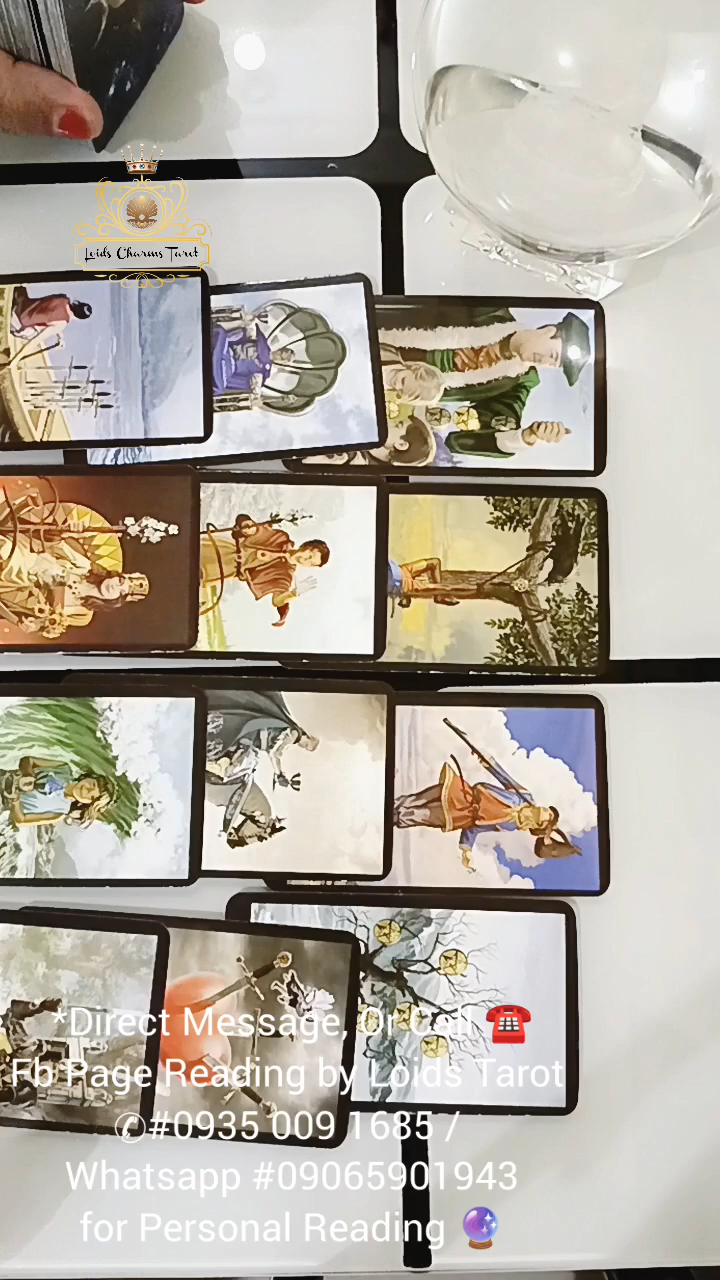 Loids Charms Tarot
*Direct Message, Or Call ☎️
Fb Page Reading by Loids Tarot
✆#0935 009 1685 /
Whatsapp #09065901943
for Personal Reading 🔮